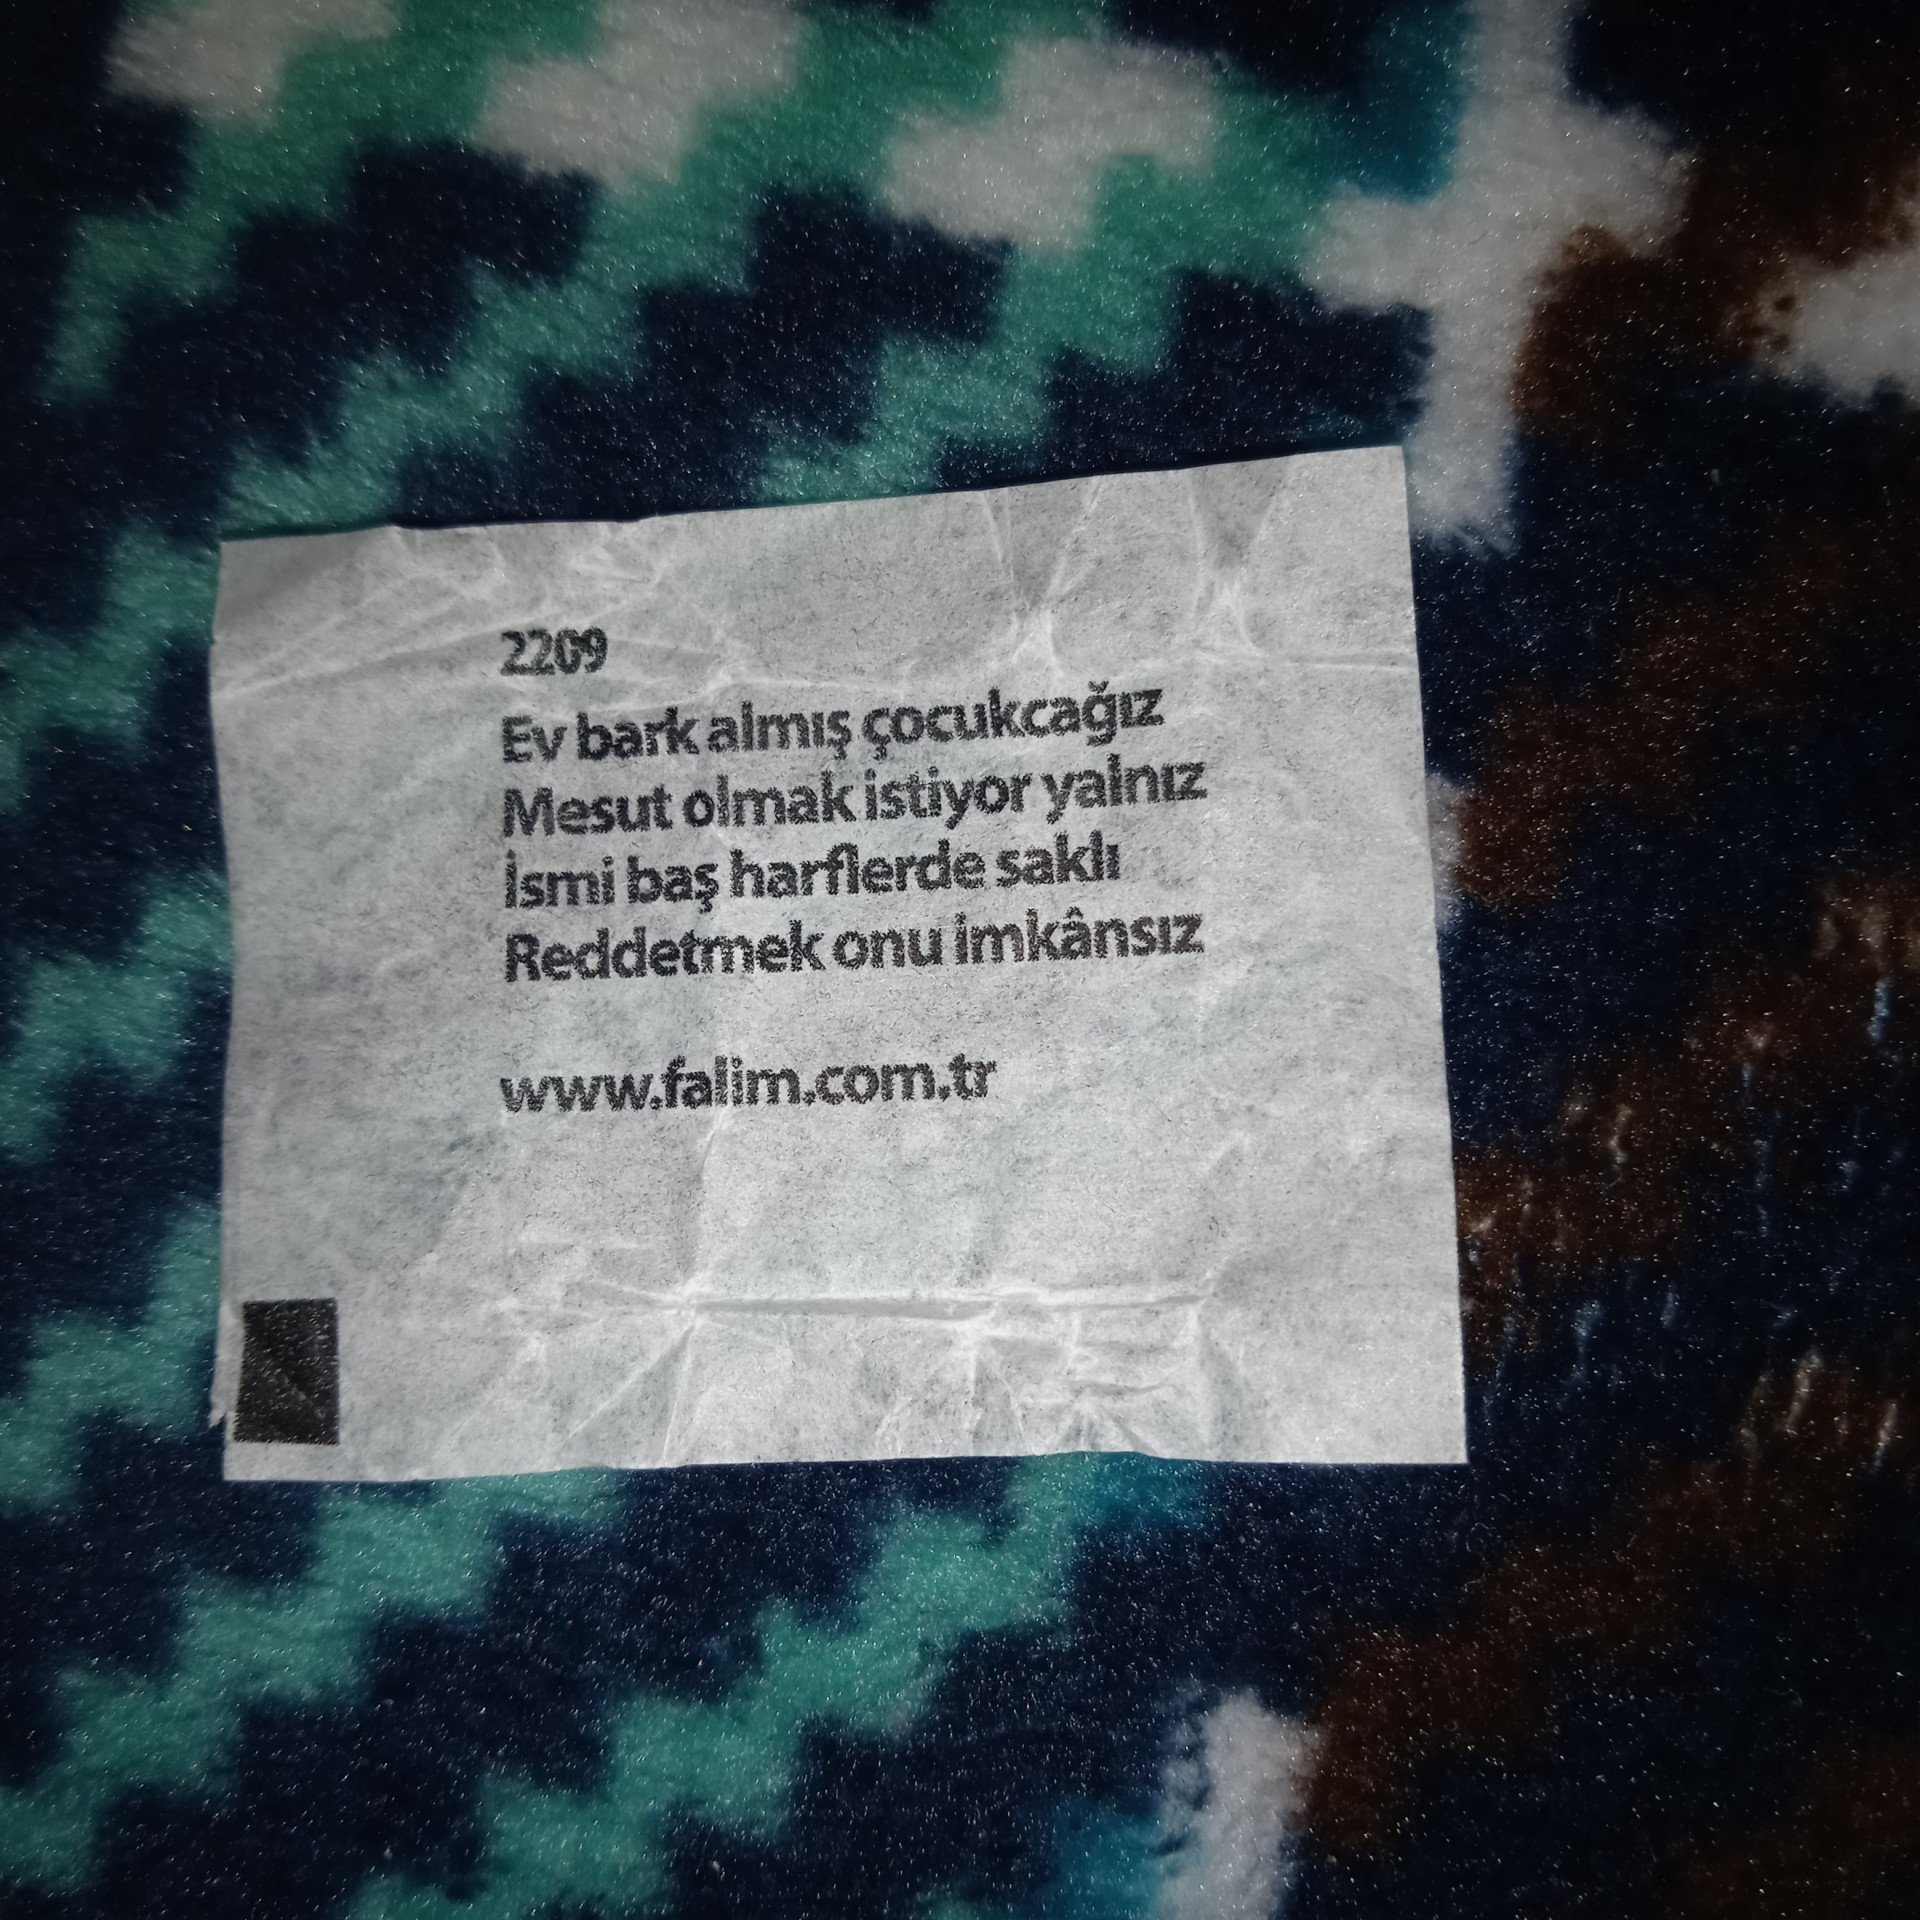 2209
Ev bark almış çocukcağız
Mesut olmak istiyor yalnız
İsmi baş harflerde saklı
Reddetmek onu imkânsız
www.falim.com.tr